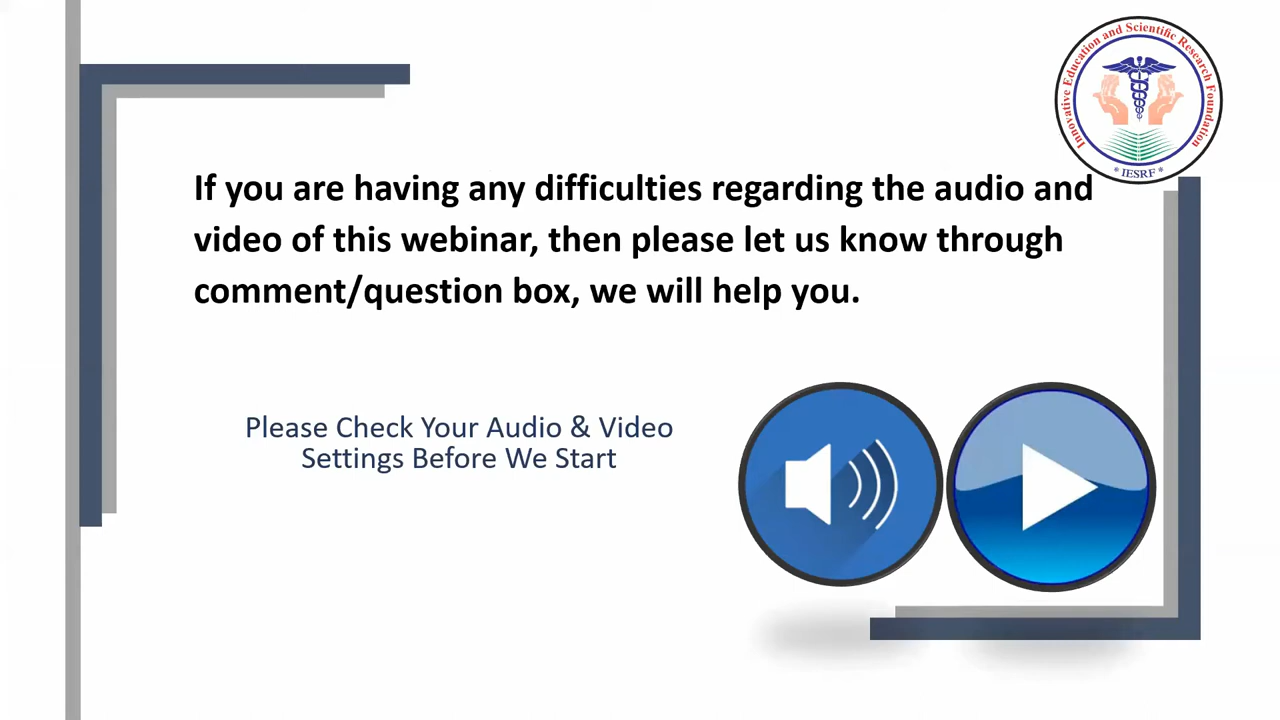 Innovative Education and Scientific Research Foundation
* IESRF *
If you are having any difficulties regarding the audio and
video of this webinar, then please let us know through
comment/question box, we will help you.
Please Check Your Audio & Video
Settings Before We Start